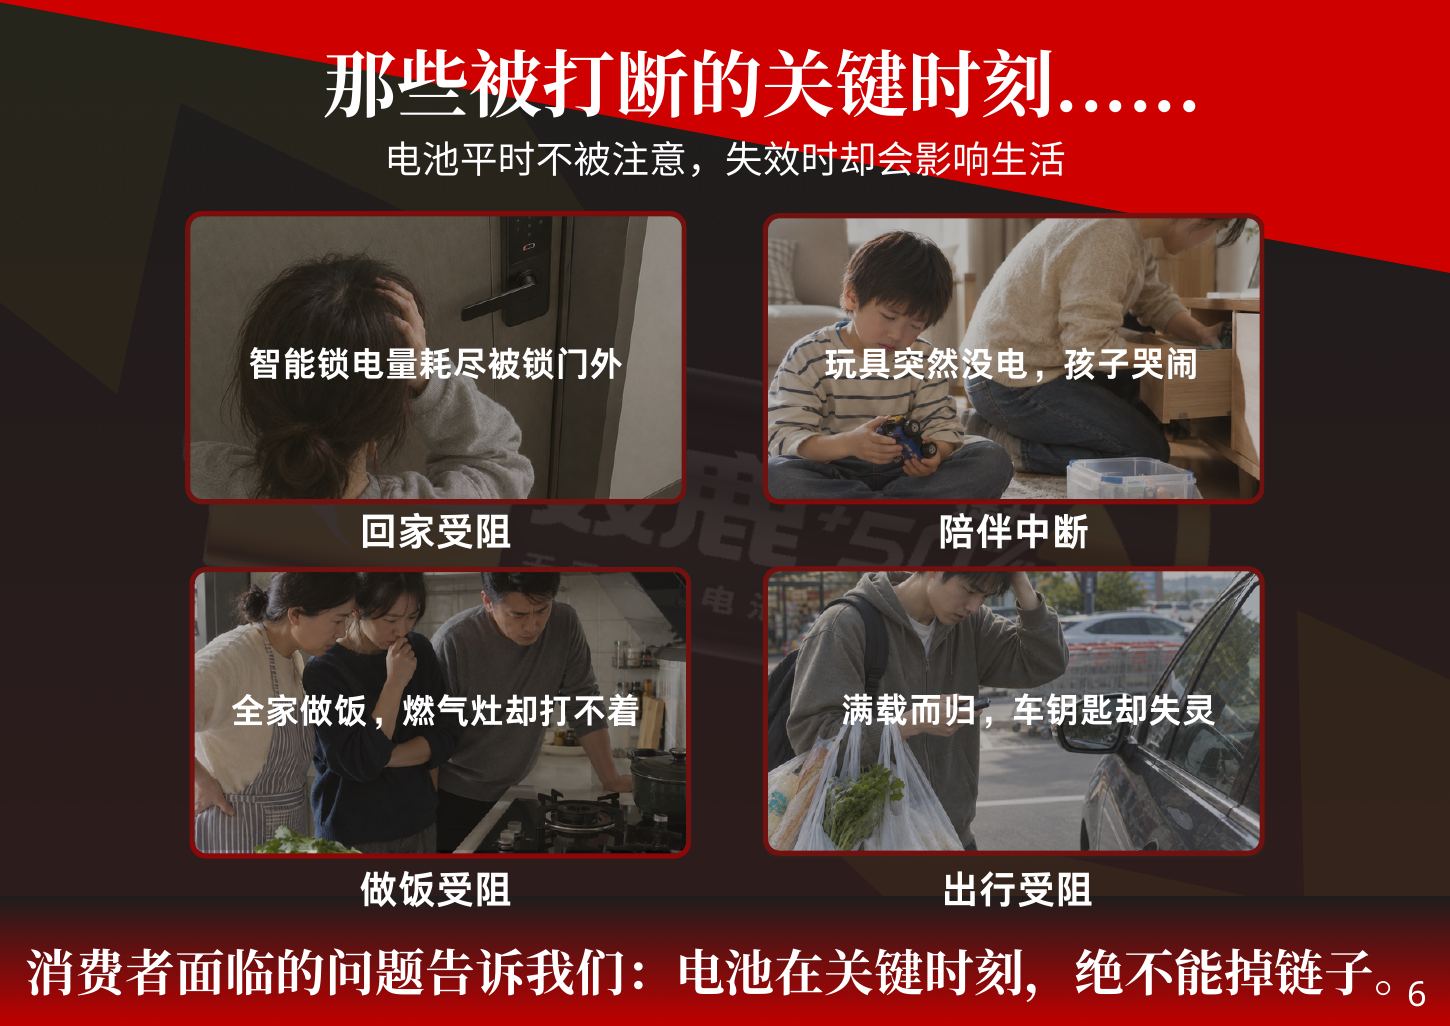 那些被打断的关键时刻……
电池平时不被注意，失效时却会影响生活
智能锁电量耗尽被锁门外
玩具突然没电，孩子哭闹
回家受阻
陪伴中断
鹿 +50%
电池
全家做饭，燃气灶却打不着
满载而归，车钥匙却失灵
做饭受阻
出行受阻
消费者面临的问题告诉我们：电池在关键时刻，绝不能掉链子。
6